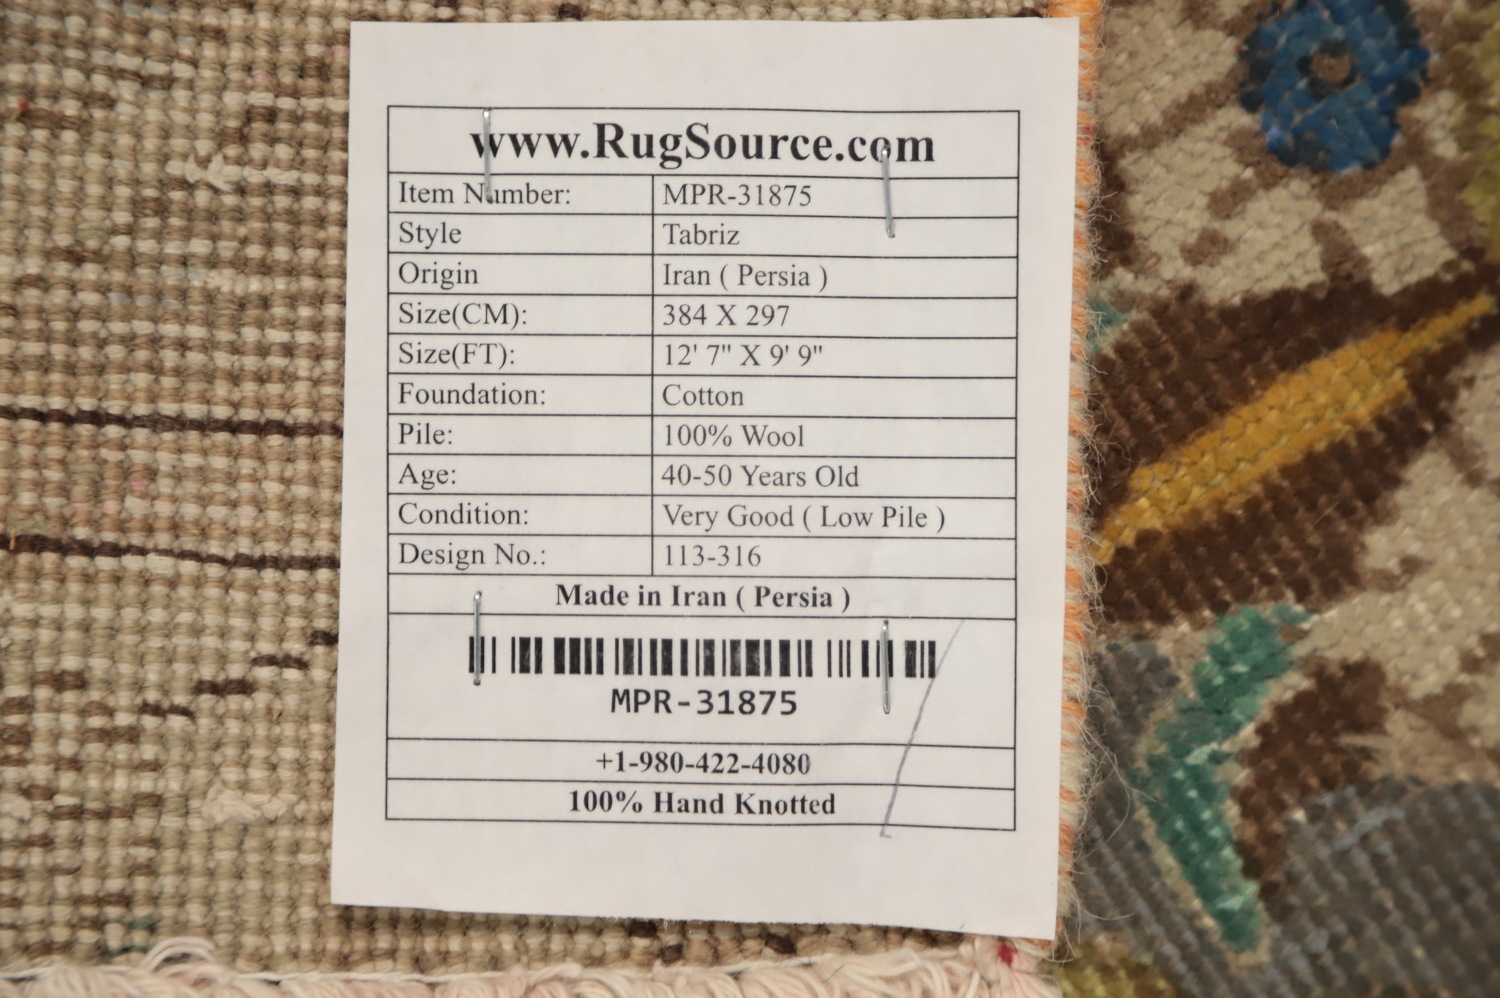 www.RugSource.com
Item Number: MPR-31875
Style Tabriz
Origin Iran ( Persia )
Size(CM): 384 X 297
Size(FT): 12' 7" X 9' 9"
Foundation: Cotton
Pile: 100% Wool
Age: 40-50 Years Old
Condition: Very Good ( Low Pile )
Design No.: 113-316
Made in Iran ( Persia )
MPR-31875
+1-980-422-4080
100% Hand Knotted